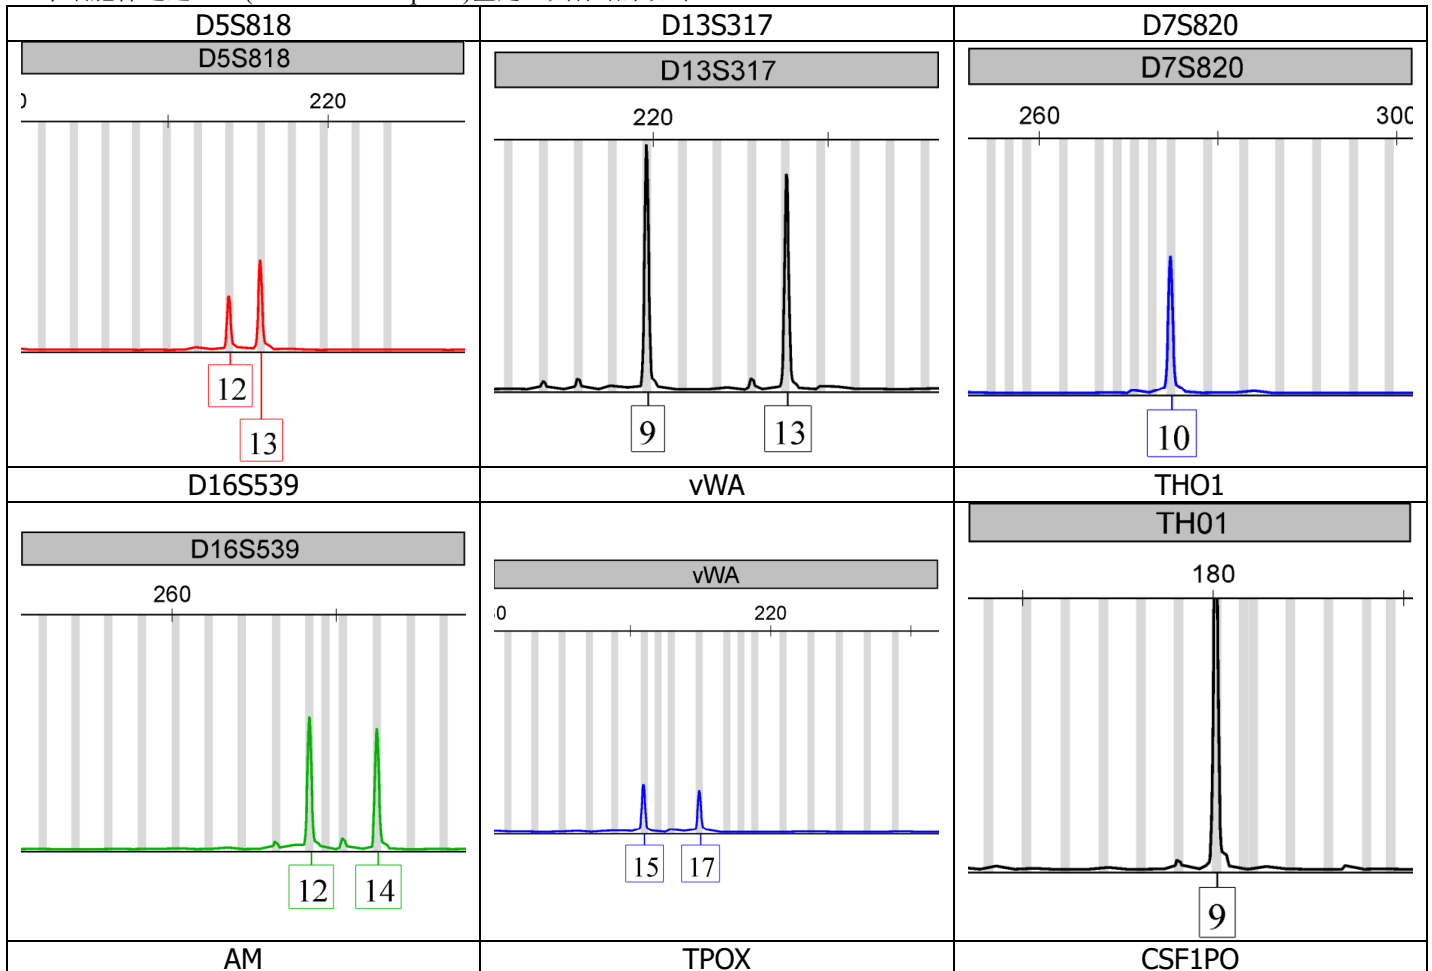 D5S818 D13S317 D7S820
D5S818 D13S317 D7S820
220 220 260 300
12 9 13 10
13
D16S539 vWA THO1
D16S539 vWA TH01
260 220 180
12 14 15 17 9
AM TPOX CSF1PO